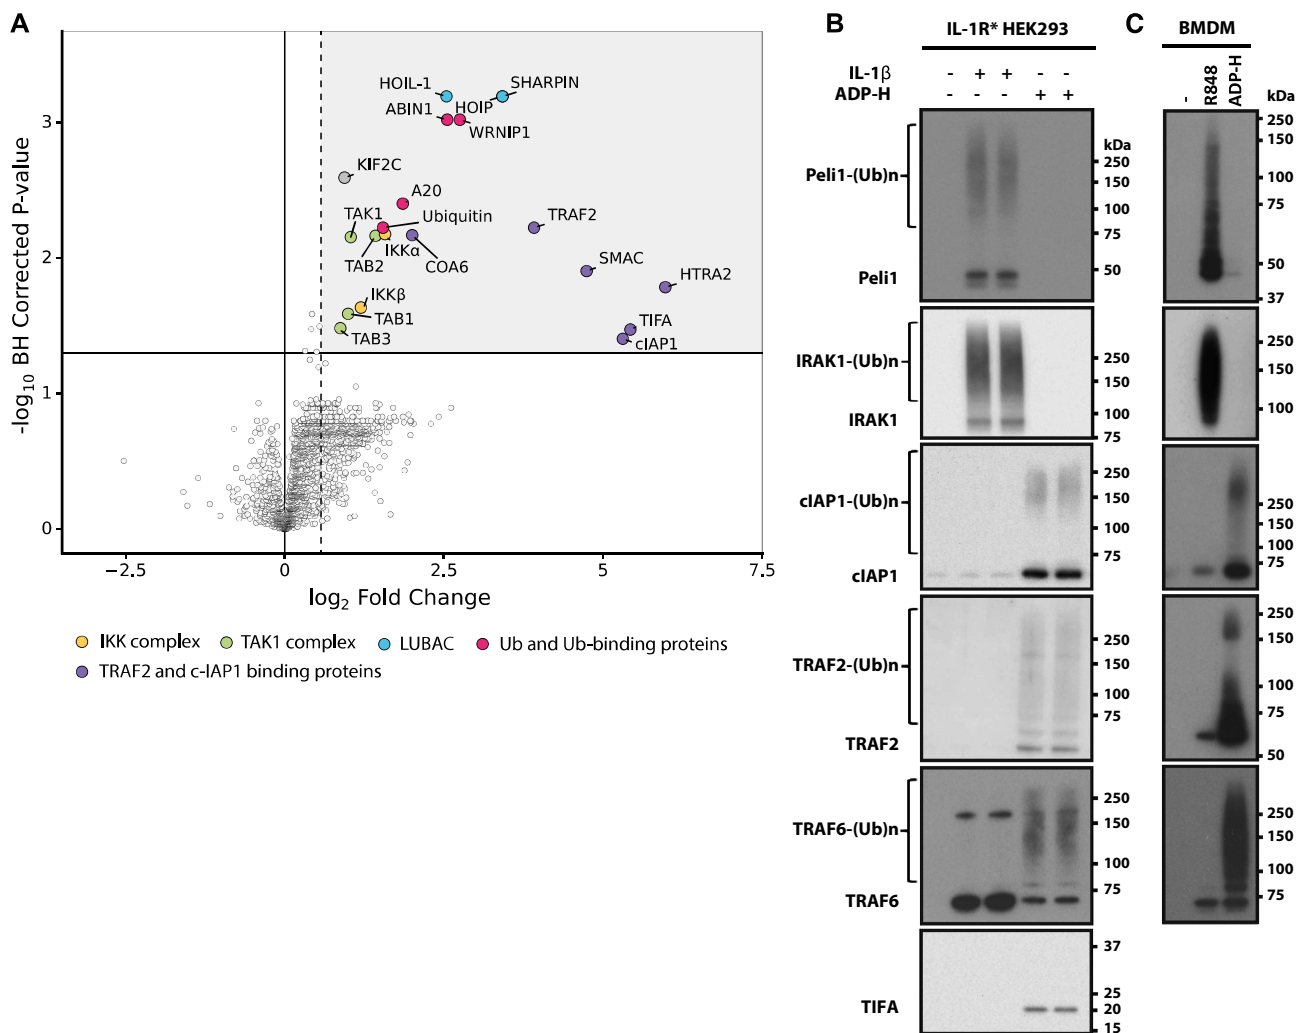 A
-log10 BH Corrected P-value
3
2
1
0
HOIL-1
SHARPIN
ABIN1
HOIP
WRNIP1
KIF2C
A20
TAK1
Ubiquitin
TRAF2
TAB2
IKKα
COA6
SMAC
HTRA2
IKKβ
TAB1
TAB3
TIFA
cIAP1
−2.5
0
2.5
5
7.5
log2 Fold Change
IKK complex
TAK1 complex
LUBAC
Ub and Ub-binding proteins
TRAF2 and c-IAP1 binding proteins
B
IL-1R* HEK293
IL-1β - + + - -
ADP-H - - - + +
kDa
Peli1-(Ub)n
250
150
100
75
Peli1
50
IRAK1-(Ub)n
250
150
IRAK1
100
75
cIAP1-(Ub)n
250
150
100
75
cIAP1
TRAF2-(Ub)n
250
150
100
75
TRAF2
TRAF6-(Ub)n
250
150
100
75
TRAF6
37
25
TIFA
20
15
C
BMDM
-
R848
ADP-H
kDa
250
150
100
75
50
37
250
150
100
250
150
100
75
250
150
100
75
50
250
150
100
75